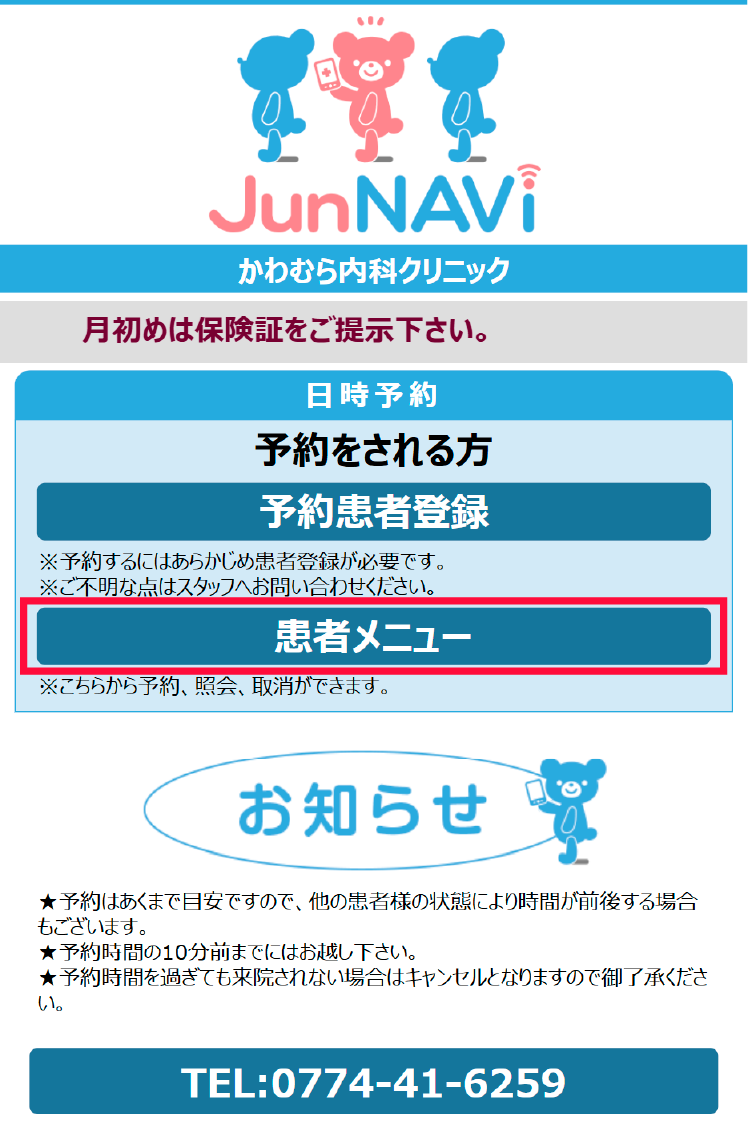 JunNAVi
かわむら内科クリニック
月初めは保険証をご提示下さい。
日時予約
予約をされる方
予約患者登録
※予約するにはあらかじめ患者登録が必要です。
※ご不明な点はスタッフへお問い合わせください。
患者メニュー
※こちらから予約、照会、取消ができます。
お知らせ
★予約はあくまで目安ですので、他の患者様の状態により時間が前後する場合
もございます。
★予約時間の10分前までにはお越し下さい。
★予約時間を過ぎても来院されない場合はキャンセルとなりますので御了承くださ
い。
TEL:0774-41-6259